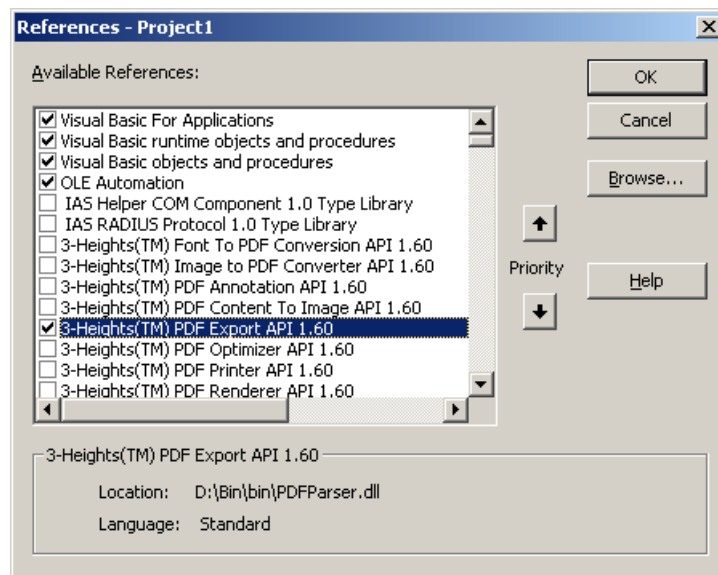 References - Project1
Available References:
Visual Basic For Applications
Visual Basic runtime objects and procedures
Visual Basic objects and procedures
OLE Automation
IAS Helper COM Component 1.0 Type Library
IAS RADIUS Protocol 1.0 Type Library
3-Heights(TM) Font To PDF Conversion API 1.60
3-Heights(TM) Image to PDF Converter API 1.60
3-Heights(TM) PDF Annotation API 1.60
3-Heights(TM) PDF Content To Image API 1.60
3-Heights(TM) PDF Export API 1.60
3-Heights(TM) PDF Optimizer API 1.60
3-Heights(TM) PDF Printer API 1.60
3-Heights(TM) PDF Renderer API 1.60
Priority
OK
Cancel
Browse...
Help
3-Heights(TM) PDF Export API 1.60
Location: D:\Bin\bin\PDFParser.dll
Language: Standard